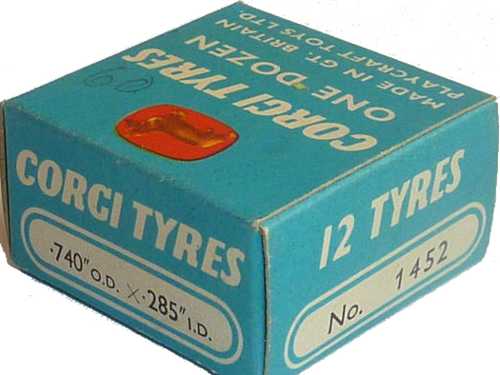 CORGI TYRES
ONE DOZEN
MADE IN GT. BRITAIN
PLAYCRAFT TOYS LTD.
60
CORGI TYRES
.740" O.D. X .285" I.D.
12 TYRES
No. 1452